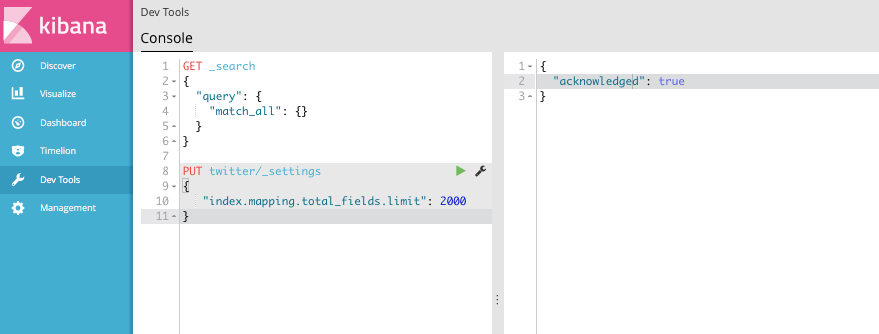 kibana
Discover
Visualize
Dashboard
Timelion
Dev Tools
Management
Dev Tools
Console
1 GET _search
2 {
3 "query": {
4 "match_all": {}
5 }
6 }
7
8 PUT twitter/_settings
9 {
10 "index.mapping.total_fields.limit": 2000
11 }
1 {
2 "acknowledged": true
3 }